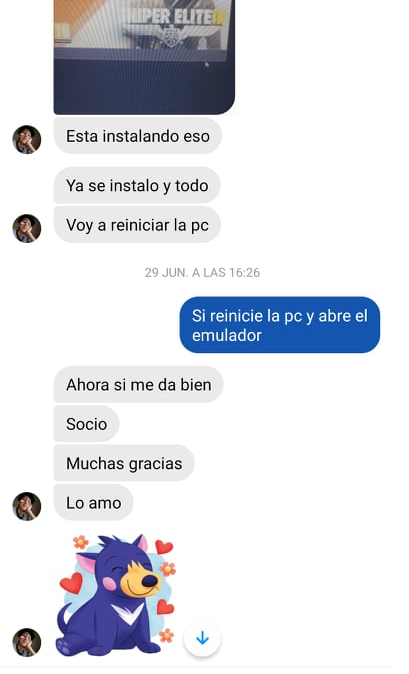 SNIPER ELITE
Esta instalando eso
Ya se instalo y todo
Voy a reiniciar la pc
29 JUN. A LAS 16:26
Si reinicie la pc y abre el
emulador
Ahora si me da bien
Socio
Muchas gracias
Lo amo